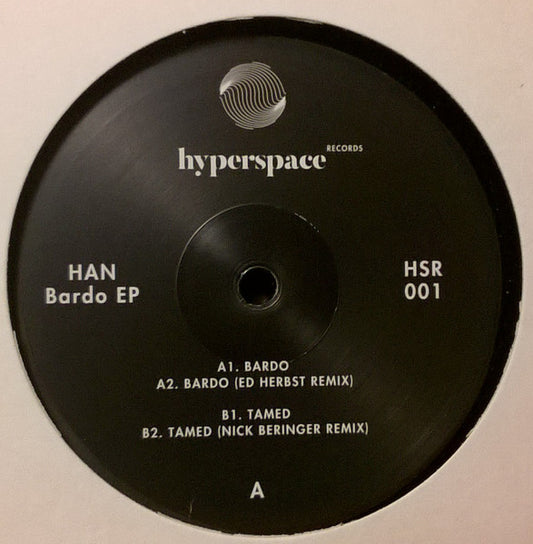 hyperspace RECORDS
HAN
Bardo EP
HSR
001
A1. BARDO
A2. BARDO (ED HERBST REMIX)
B1. TAMED
B2. TAMED (NICK BERINGER REMIX)
A